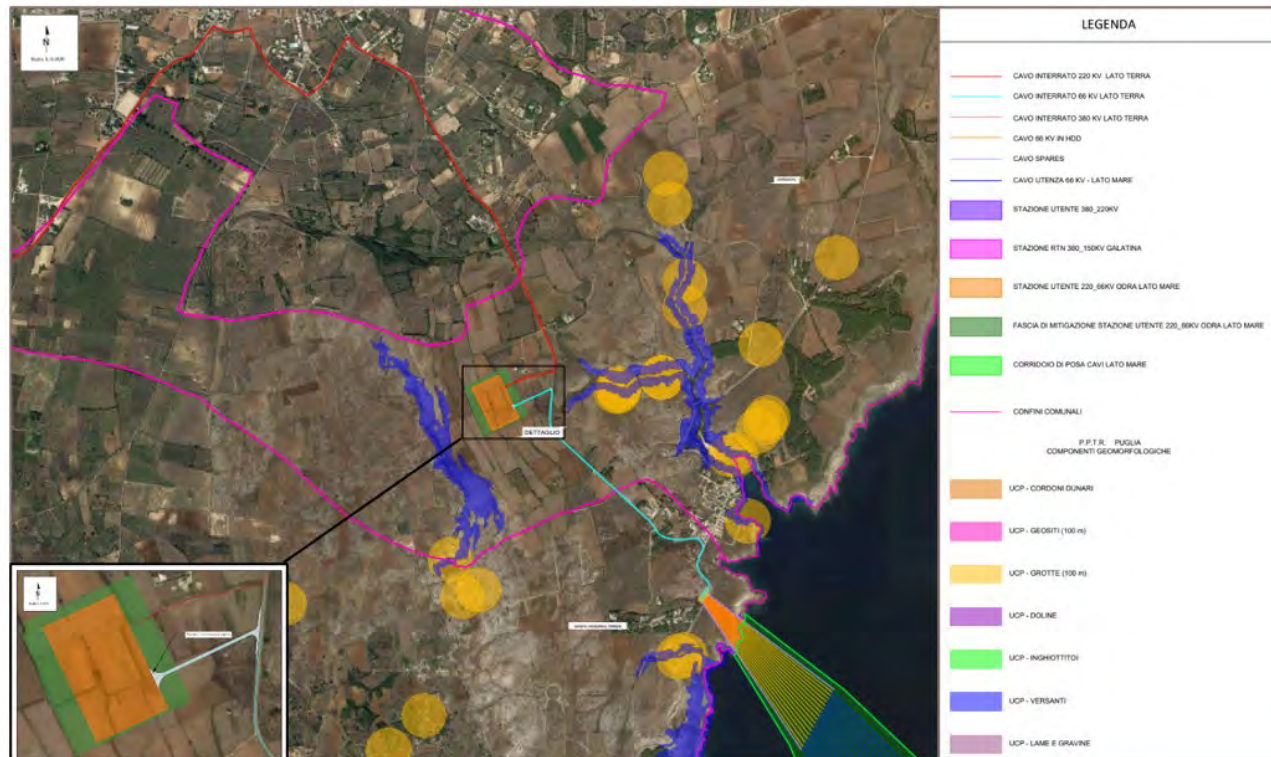 N
LEGENDA
CAVO INTERRATO 220 KV LATO TERRA
CAVO INTERRATO 66 KV LATO TERRA
CAVO INTERRATO 380 KV LATO TERRA
CAVO 66 KV IN HDD
CAVO SPARES
CAVO UTENZA 66 KV - LATO MARE
STAZIONE UTENTE 380_220KV
STAZIONE RTN 380_150KV GALATINA
STAZIONE UTENTE 220_66KV ODRA LATO MARE
FASCIA DI MITIGAZIONE STAZIONE UTENTE 220_66KV ODRA LATO MARE
CORRIDOIO DI POSA CAVI LATO MARE
CONFINI COMUNALI
P.P.T.R. PUGLIA
COMPONENTI GEOMORFOLOGICHE
UCP - CORDONI DUNARI
UCP - GEOSITI (100 m)
UCP - GROTTE (100 m)
UCP - DOLINE
UCP - INGHIOTTITOI
UCP - VERSANTI
UCP - LAME E GRAVINE
DETTAGLIO
N